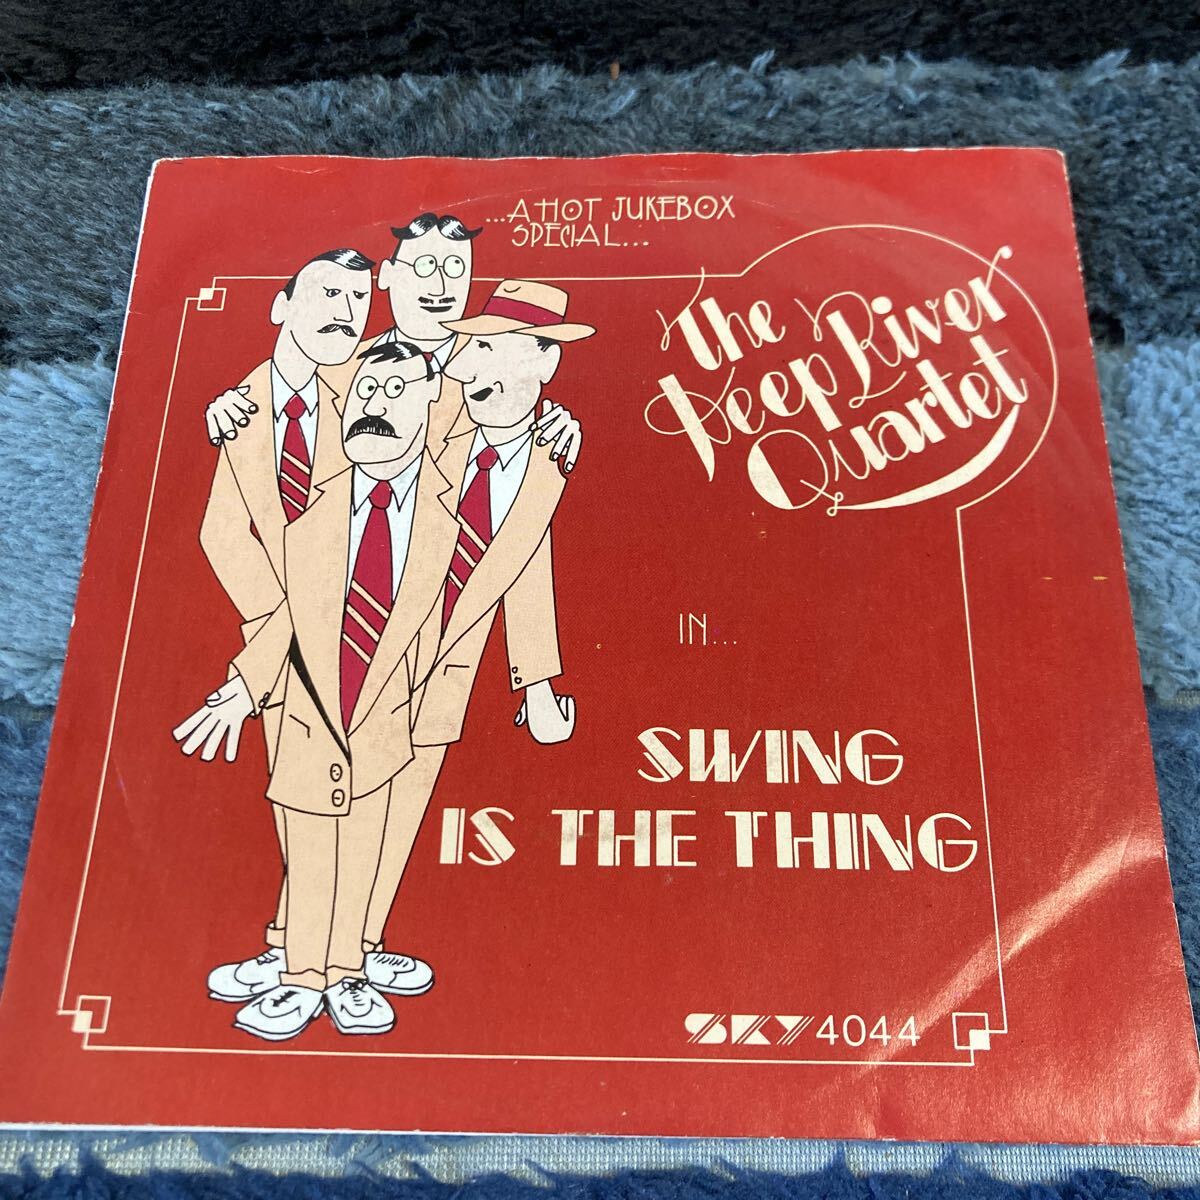 ...A HOT JUKEBOX
SPECIAL...
The
Deep River
Quartet
IN...
SWING
IS THE THING
SKY 4044